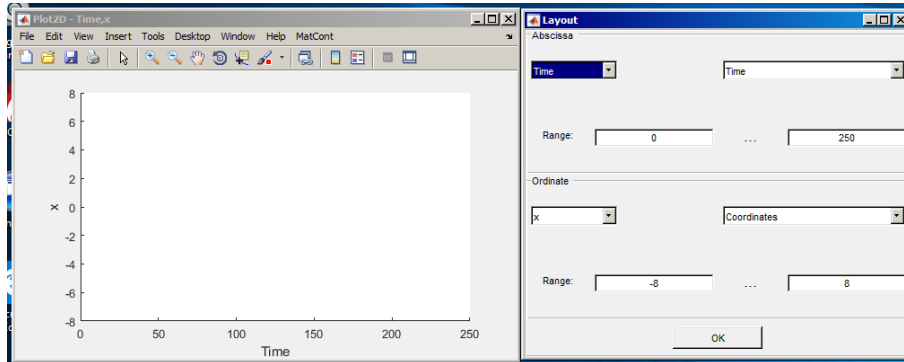 Plot2D - Time,x
File Edit View Insert Tools Desktop Window Help MatCont
8
6
4
2
0
-2
-4
-6
-8
x
0 50 100 150 200 250
Time
Layout
Abscissa
Time Time
Range: 0 ... 250
Ordinate
x Coordinates
Range: -8 ... 8
OK